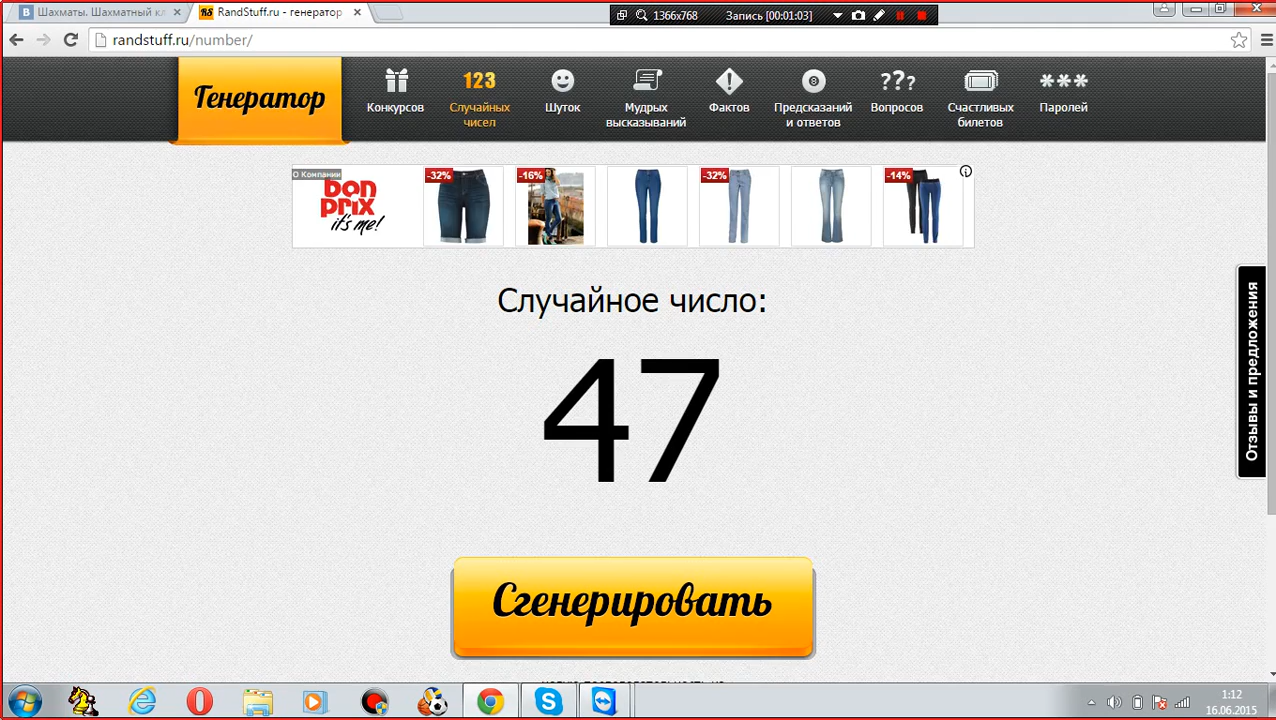 Шахматы. Шахматный кл
RandStuff.ru - генератор
1366x768
Запись [00:01:03]
randstuff.ru/number/
Генератор
Конкурсов
123
Случайных
чисел
Шуток
Мудрых
высказываний
Фактов
8
Предсказаний
и ответов
???
Вопросов
Счастливых
билетов
***
Паролей
О Компании
bon
prix
it's me!
-32%
-16%
-32%
-14%
Случайное число:
47
Сгенерировать
Отзывы и предложения
1:12
16.06.2015